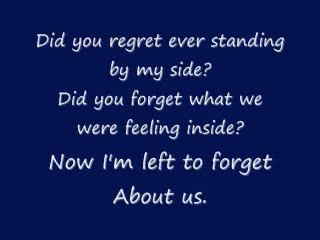 Did you regret ever standing
by my side?
Did you forget what we
were feeling inside?
Now I'm left to forget
About us.